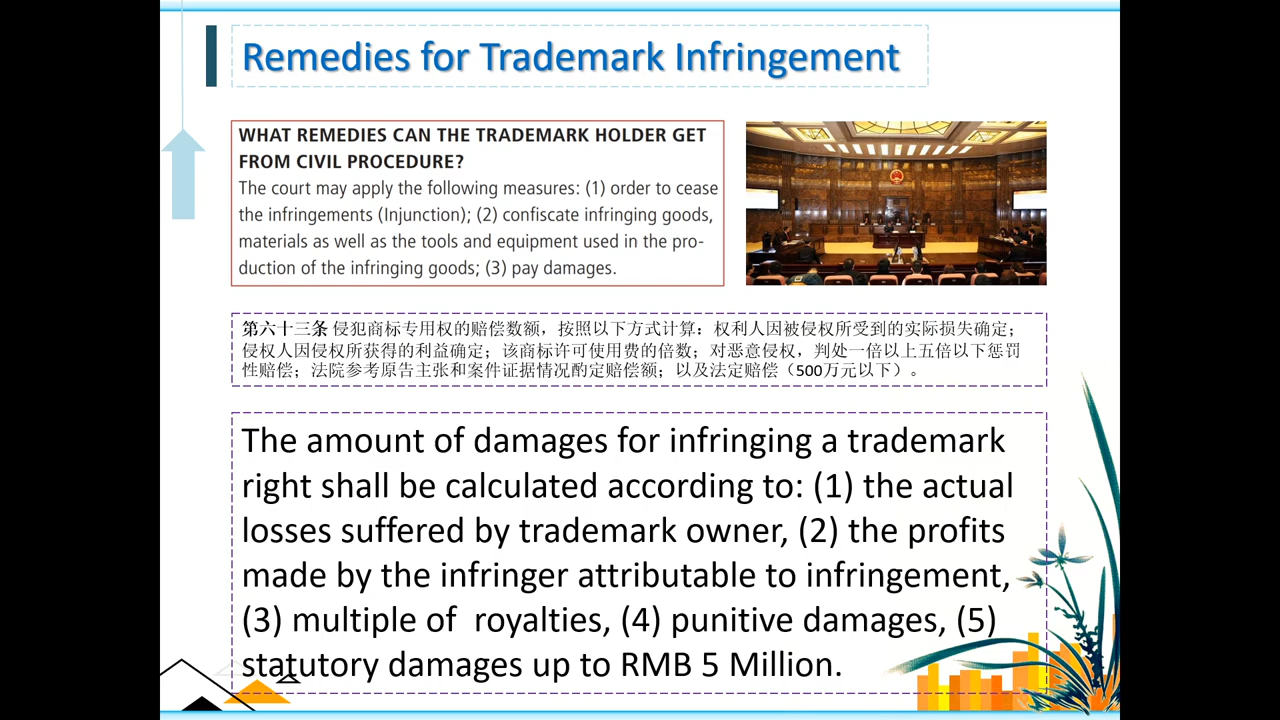 Remedies for Trademark Infringement
WHAT REMEDIES CAN THE TRADEMARK HOLDER GET
FROM CIVIL PROCEDURE?
The court may apply the following measures: (1) order to cease
the infringements (Injunction); (2) confiscate infringing goods,
materials as well as the tools and equipment used in the pro-
duction of the infringing goods; (3) pay damages.
第六十三条 侵犯商标专用权的赔偿数额，按照以下方式计算：权利人因被侵权所受到的实际损失确定；
侵权人因侵权所获得的利益确定；该商标许可使用费的倍数；对恶意侵权，判处一倍以上五倍以下惩罚
性赔偿；法院参考原告主张和案件证据情况酌定赔偿额；以及法定赔偿（500万元以下）。
The amount of damages for infringing a trademark
right shall be calculated according to: (1) the actual
losses suffered by trademark owner, (2) the profits
made by the infringer attributable to infringement,
(3) multiple of  royalties, (4) punitive damages, (5)
statutory damages up to RMB 5 Million.